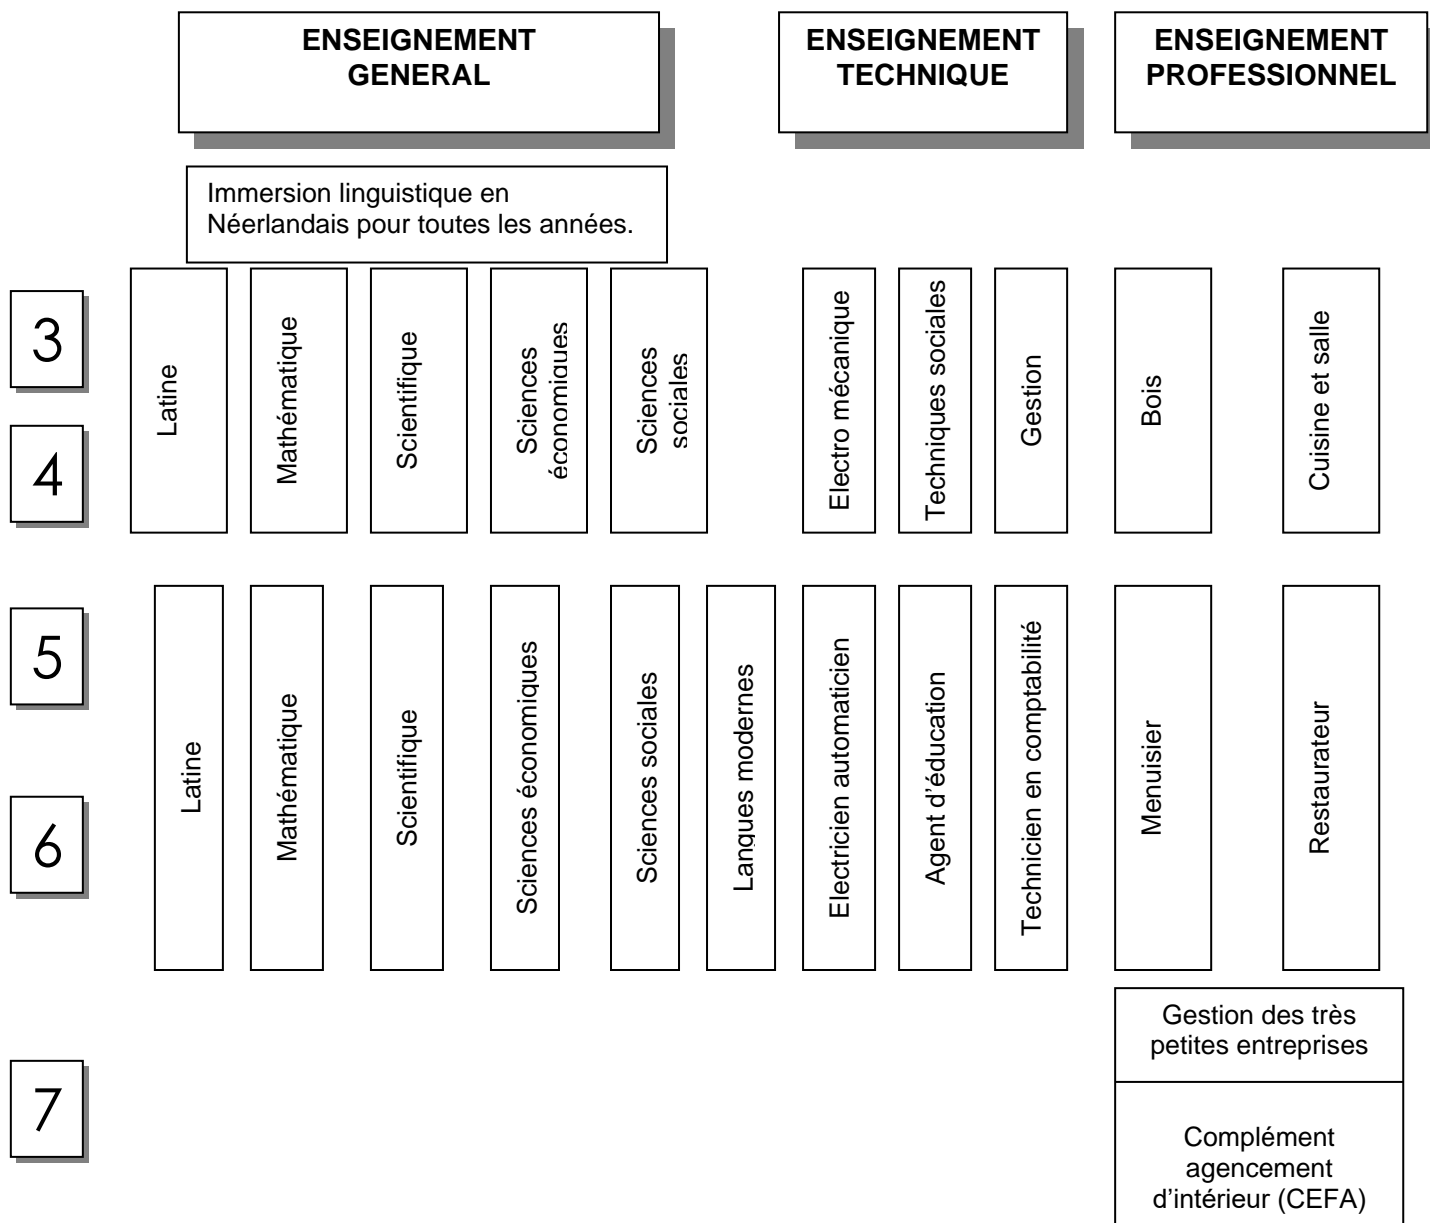 ENSEIGNEMENT
GENERAL
ENSEIGNEMENT
TECHNIQUE
ENSEIGNEMENT
PROFESSIONNEL
Immersion linguistique en
Néerlandais pour toutes les années.
3
4
Latine
Mathématique
Scientifique
Sciences
économiques
Sciences
sociales
Electro mécanique
Techniques sociales
Gestion
Bois
Cuisine et salle
5
6
Latine
Mathématique
Scientifique
Sciences économiques
Sciences sociales
Langues modernes
Electricien automaticien
Agent d’éducation
Technicien en comptabilité
Menuisier
Restaurateur
7
Gestion des très
petites entreprises
Complément
agencement
d’intérieur (CEFA)